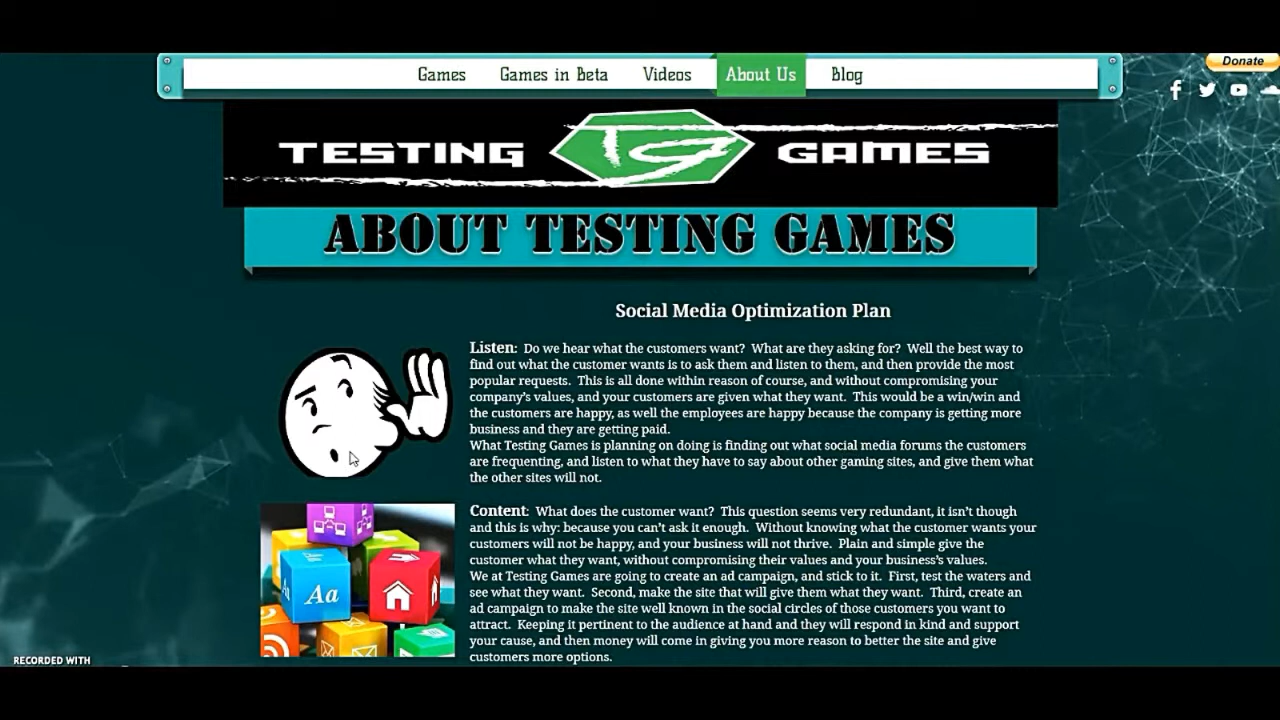 Donate
Games Games in Beta Videos About Us Blog
TESTING TG GAMES
ABOUT TESTING GAMES
Social Media Optimization Plan
Listen:  Do we hear what the customers want?  What are they asking for?  Well the best way to
find out what the customer wants is to ask them and listen to them, and then provide the most
popular requests.  This is all done within reason of course, and without compromising your
company's values, and your customers are given what they want.  This would be a win/win and
the customers are happy, as well the employees are happy because the company is getting more
business and they are getting paid.
What Testing Games is planning on doing is finding out what social media forums the customers
are frequenting, and listen to what they have to say about other gaming sites, and give them what
the other sites will not.
Content:  What does the customer want?  This question seems very redundant, it isn't though
and this is why: because you can't ask it enough.  Without knowing what the customer wants your
customers will not be happy, and your business will not thrive.  Plain and simple give the
customer what they want, without compromising their values and your business's values.
We at Testing Games are going to create an ad campaign, and stick to it.  First, test the waters and
see what they want.  Second, make the site that will give them what they want.  Third, create an
ad campaign to make the site well known in the social circles of those customers you want to
attract.  Keeping it pertinent to the audience at hand and they will respond in kind and support
your cause, and then money will come in giving you more reason to better the site and give
customers more options.
Aa
RECORDED WITH